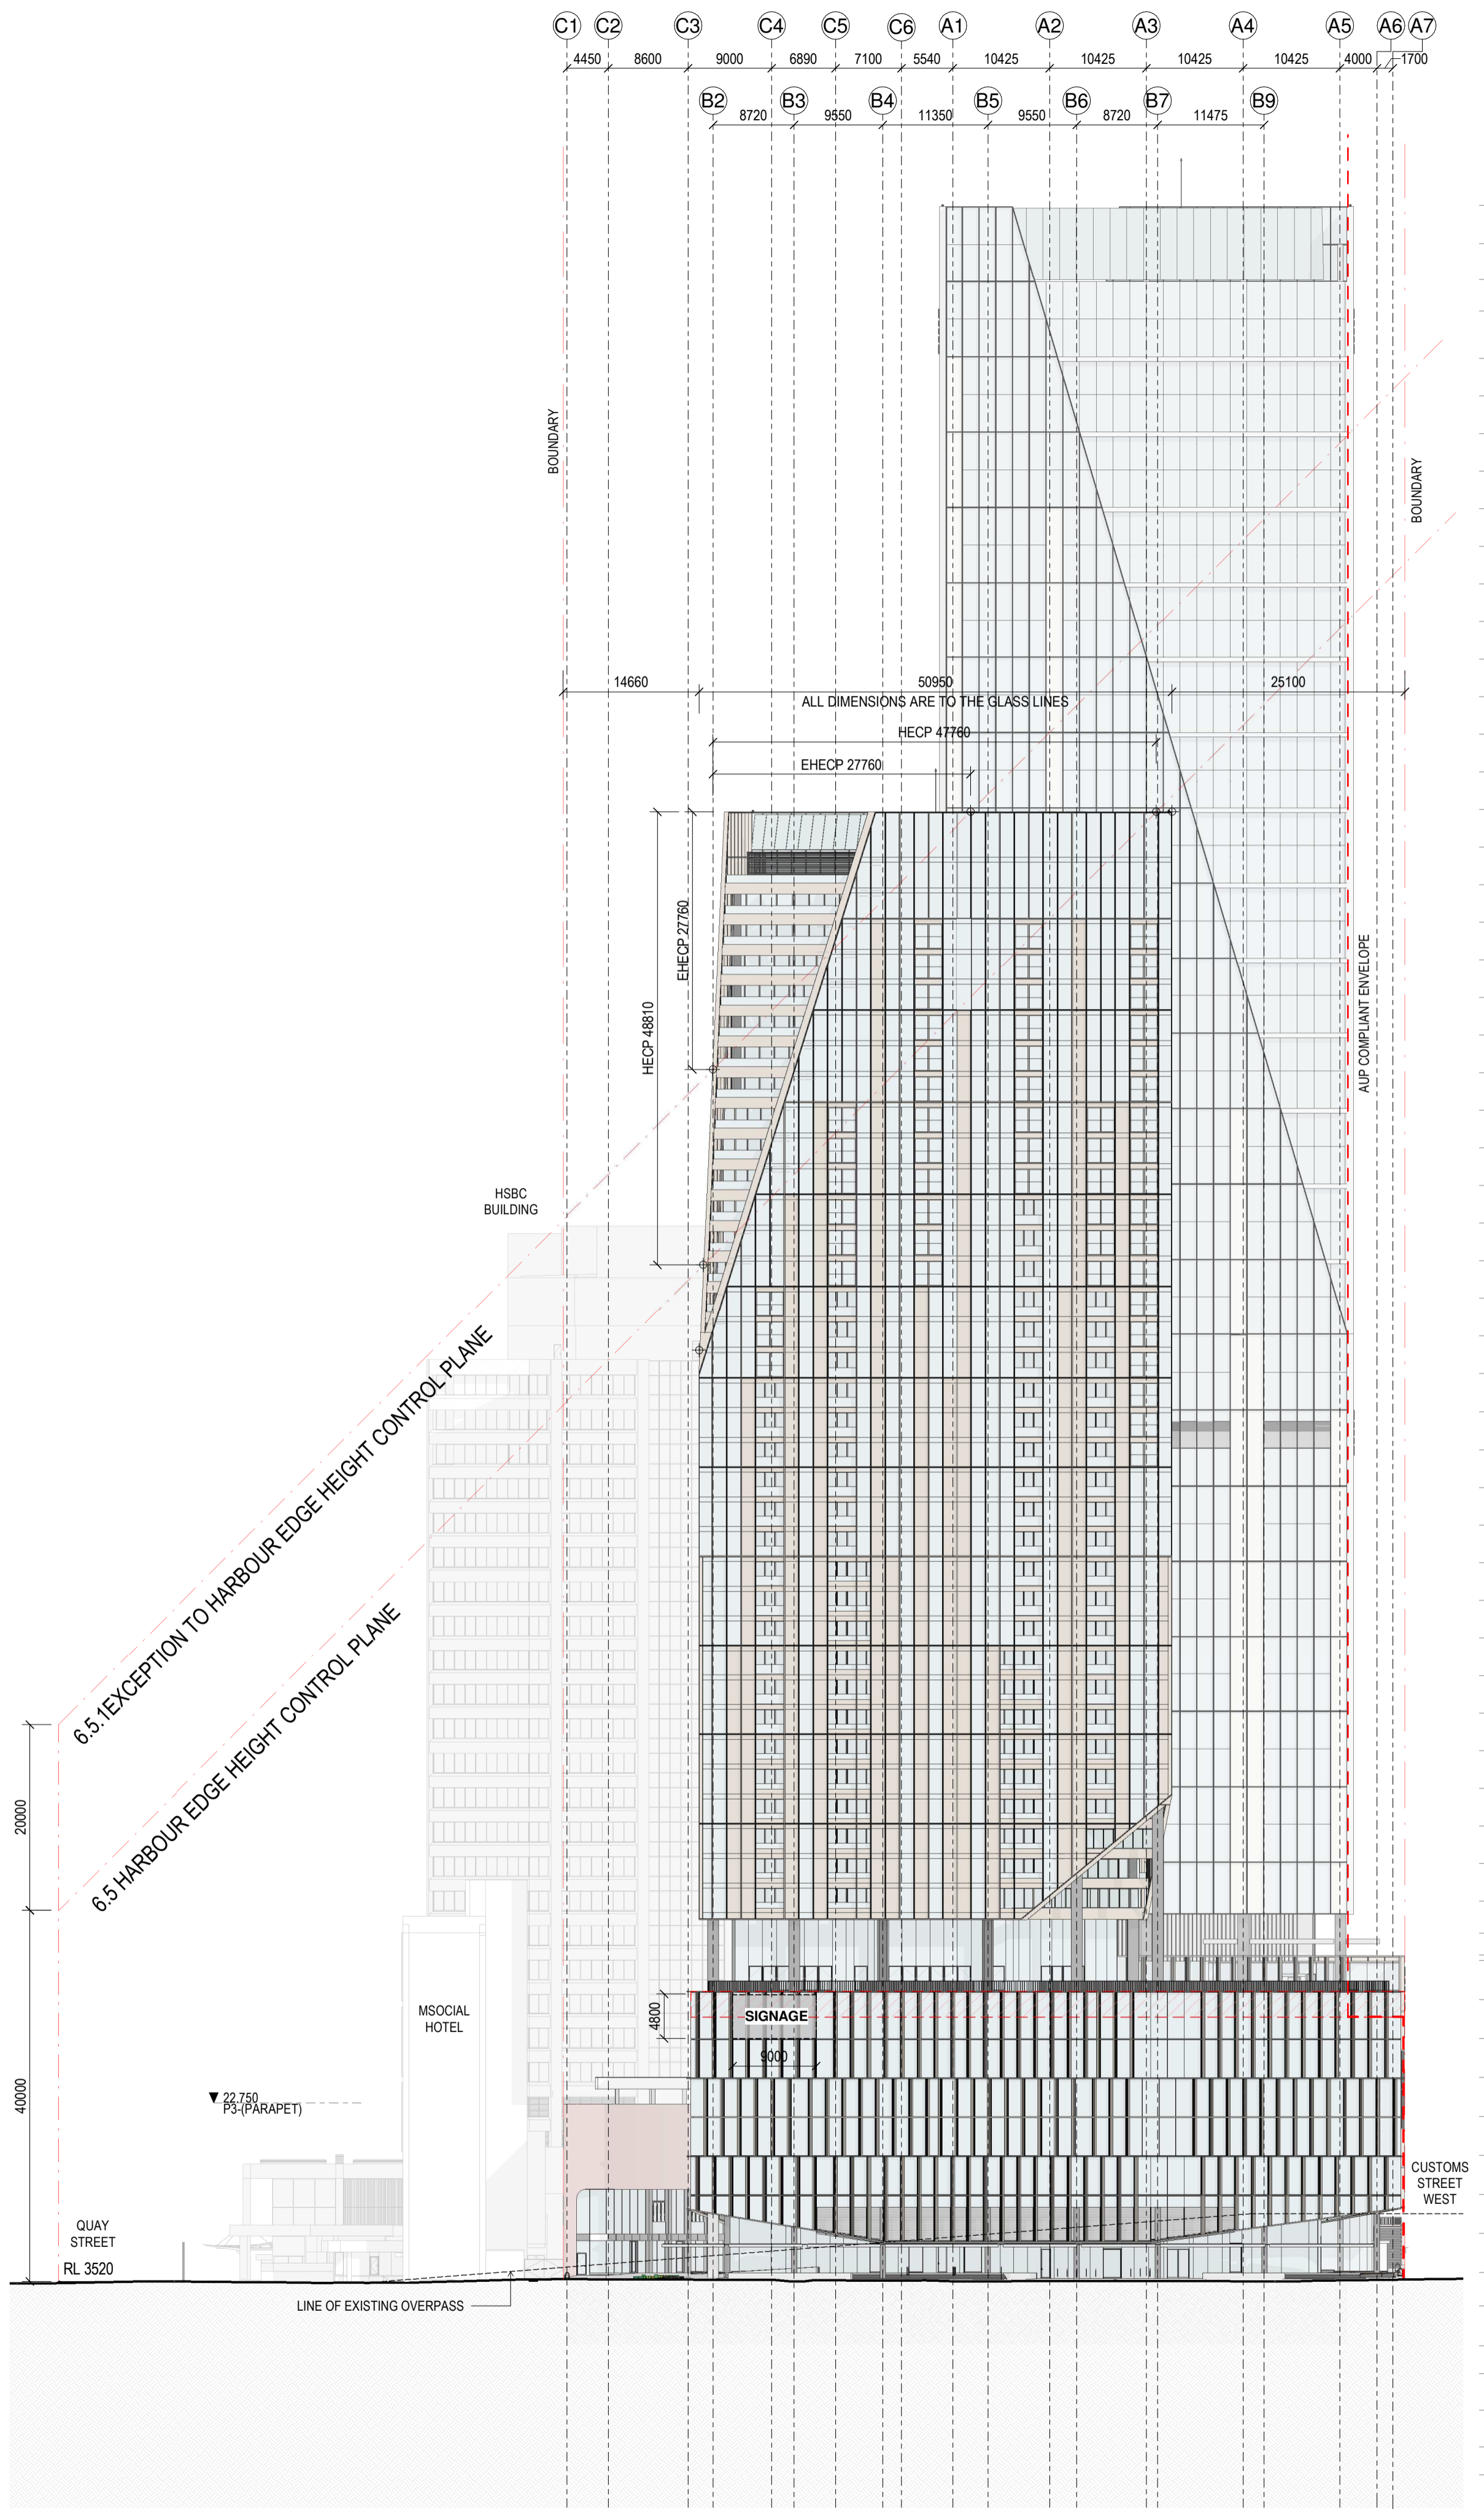 C1 C2 C3 C4 C5 C6 A1 A2 A3 A4 A5 A6 A7
4450 8600 9000 6890 7100 5540 10425 10425 10425 10425 4000 1700
B2 B3 B4 B5 B6 B7 B9
8720 9550 11350 9550 8720 11475
BOUNDARY
BOUNDARY
14660 50950 25100
ALL DIMENSIONS ARE TO THE GLASS LINES
HECP 47760
EHECP 27760
EHECP 27760
HECP 48810
AUP COMPLIANT ENVELOPE
HSBC
BUILDING
6.5.1EXCEPTION TO HARBOUR EDGE HEIGHT CONTROL PLANE
6.5 HARBOUR EDGE HEIGHT CONTROL PLANE
20000
40000
MSOCIAL
HOTEL
4800
SIGNAGE
9000
22.750
P3-(PARAPET)
CUSTOMS
STREET
WEST
QUAY
STREET
RL 3520
LINE OF EXISTING OVERPASS